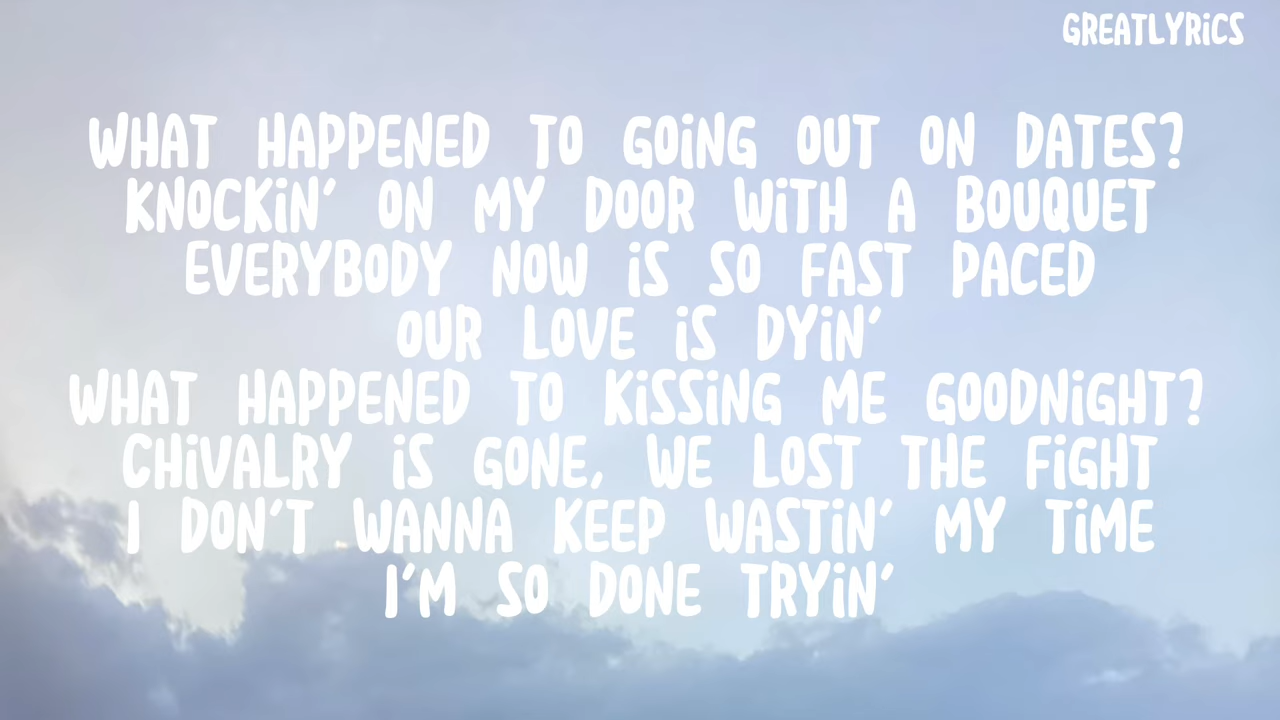 GREATLYRiCS
WHAT HAPPENED TO GOiNG OUT ON DATES?
KNOCKiN' ON MY DOOR WiTH A BOUQUET
EVERYBODY NOW iS SO FAST PACED
OUR LOVE iS DYiN'
WHAT HAPPENED TO KiSSiNG ME GOODNiGHT?
CHiVALRY iS GONE, WE LOST THE FiGHT
I DON'T WANNA KEEP WASTiN' MY TiME
I'M SO DONE TRYiN'